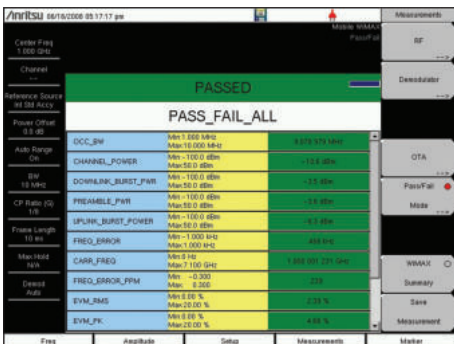 Anritsu 06/16/2008 05:17:17 pm
Mobile WiMAX
Pass/Fail
Measurements
Center Freq
1.000 GHz
Channel
--
Reference Source
Int Std Accy
Power Offset
0.0 dB
Auto Range
On
BW
10 MHz
CP Ratio (G)
1/8
Frame Length
10 ms
Max Hold
N/A
Demod
Auto
PASSED
PASS_FAIL_ALL
OCC_BW Min:1.000 MHz
Max:10.000 MHz
CHANNEL_POWER Min:-100.0 dBm
Max:50.0 dBm
DOWNLINK_BURST_PWR Min:-100.0 dBm
Max:50.0 dBm
PREAMBLE_PWR Min:-100.0 dBm
Max:50.0 dBm
UPLINK_BURST_POWER Min:-100.0 dBm
Max:50.0 dBm
FREQ_ERROR Min:-1.000 kHz
Max:1.000 kHz
CARR_FREQ Min:0 Hz
Max:7.100 GHz
FREQ_ERROR_PPM Min: -0.300
Max: 0.300
EVM_RMS Min:0.00 %
Max:20.00 %
EVM_PK Min:0.00 %
Max:20.00 %
RF
-->
Demodulator
-->
OTA
-->
Pass/Fail
Mode
-->
WiMAX
Summary
Save
Measurement
Freq Amplitude Setup Measurements Marker